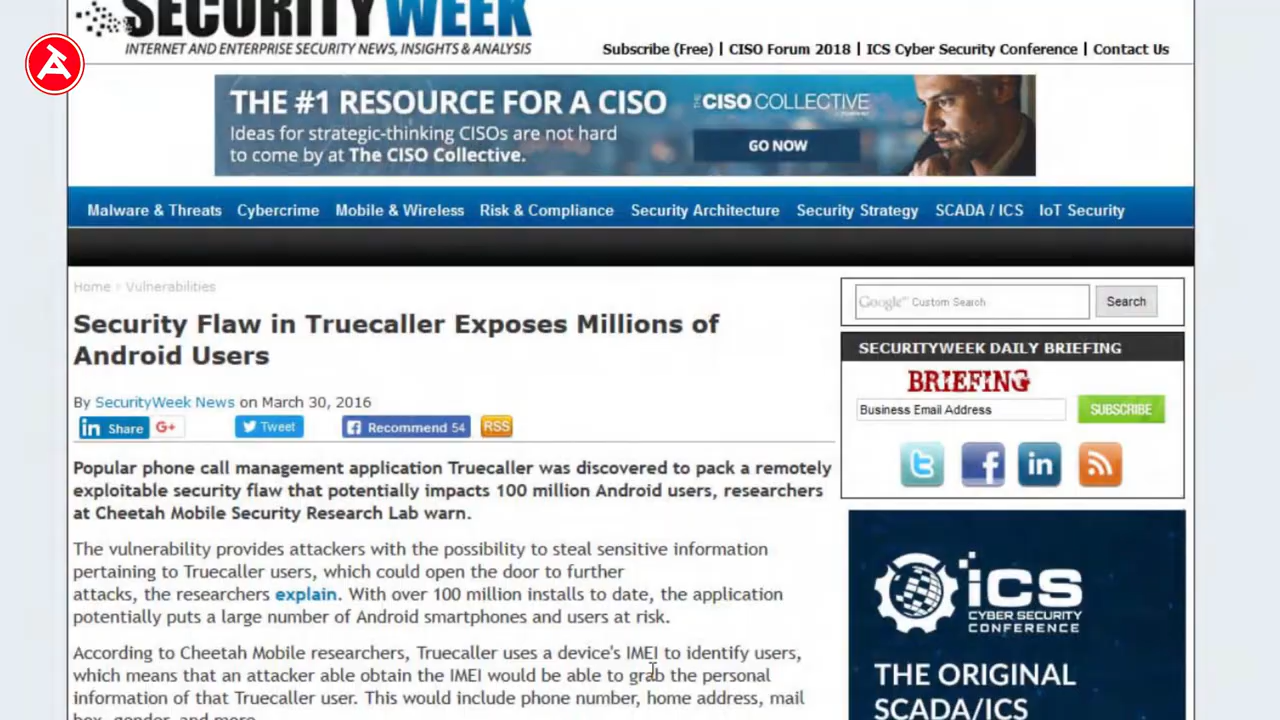 SECURITYWEEK
INTERNET AND ENTERPRISE SECURITY NEWS, INSIGHTS & ANALYSIS
Subscribe (Free) | CISO Forum 2018 | ICS Cyber Security Conference | Contact Us
THE #1 RESOURCE FOR A CISO
Ideas for strategic-thinking CISOs are not hard
to come by at The CISO Collective.
THE CISO COLLECTIVE
GO NOW
Malware & Threats Cybercrime Mobile & Wireless Risk & Compliance Security Architecture Security Strategy SCADA / ICS IoT Security
Home › Vulnerabilities
Security Flaw in Truecaller Exposes Millions of
Android Users
By SecurityWeek News on March 30, 2016
in Share G+ Tweet Recommend 54 RSS
Popular phone call management application Truecaller was discovered to pack a remotely
exploitable security flaw that potentially impacts 100 million Android users, researchers
at Cheetah Mobile Security Research Lab warn.
The vulnerability provides attackers with the possibility to steal sensitive information
pertaining to Truecaller users, which could open the door to further
attacks, the researchers explain. With over 100 million installs to date, the application
potentially puts a large number of Android smartphones and users at risk.
According to Cheetah Mobile researchers, Truecaller uses a device's IMEI to identify users,
which means that an attacker able obtain the IMEI would be able to grab the personal
information of that Truecaller user. This would include phone number, home address, mail
box, gender, and more.
Google™ Custom Search
Search
SECURITYWEEK DAILY BRIEFING
BRIEFING
Business Email Address
SUBSCRIBE
t f in
ICS
CYBER SECURITY
CONFERENCE
THE ORIGINAL
SCADA/ICS